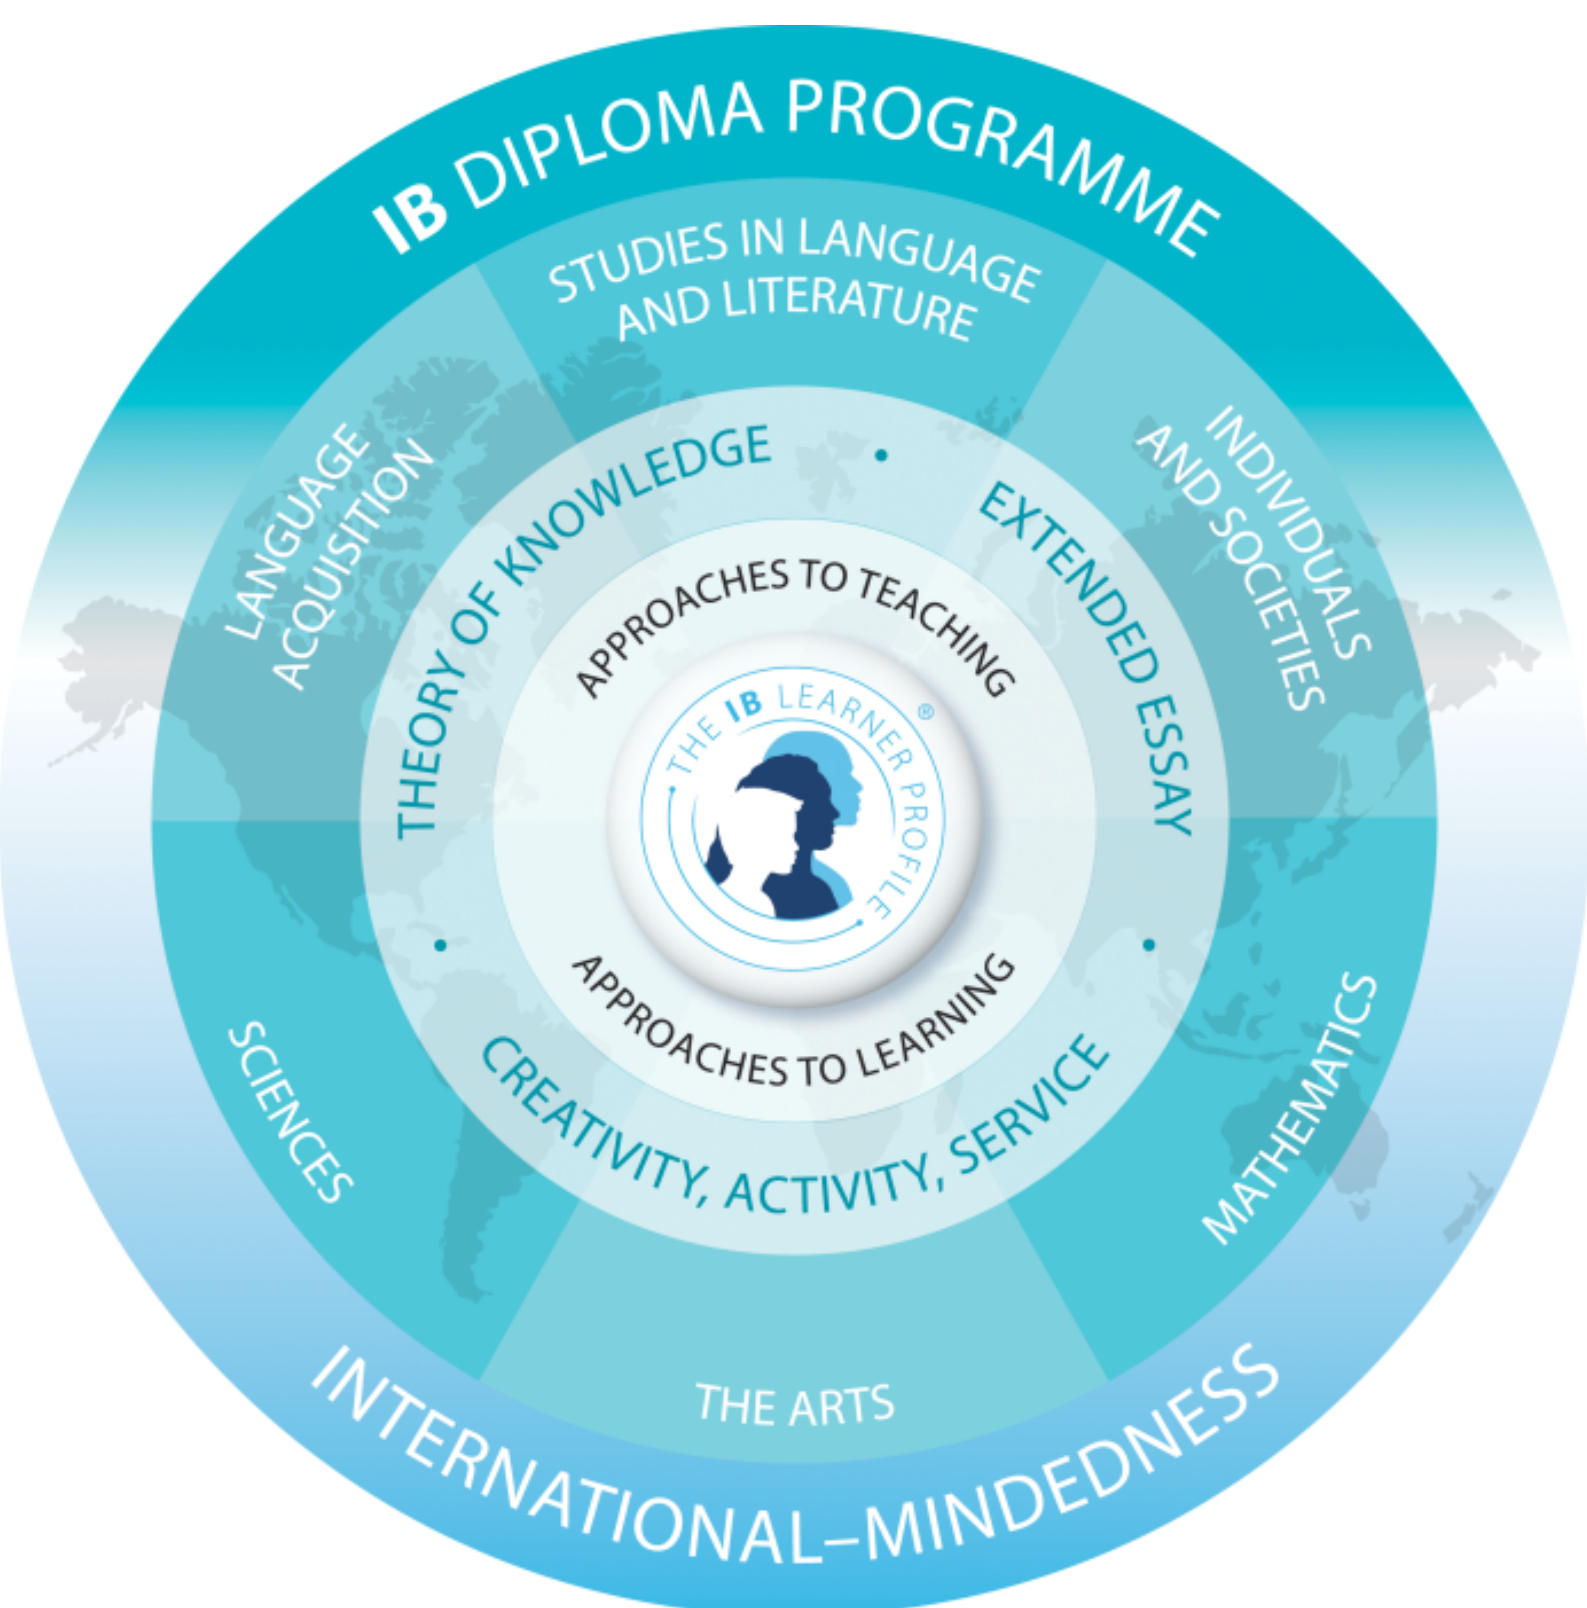 IB DIPLOMA PROGRAMME
STUDIES IN LANGUAGE
AND LITERATURE
LANGUAGE
ACQUISITION
INDIVIDUALS
AND SOCIETIES
THEORY OF KNOWLEDGE
•
EXTENDED ESSAY
APPROACHES TO TEACHING
THE IB LEARNER PROFILE ®
APPROACHES TO LEARNING
•
•
CREATIVITY, ACTIVITY, SERVICE
SCIENCES
MATHEMATICS
THE ARTS
INTERNATIONAL–MINDEDNESS